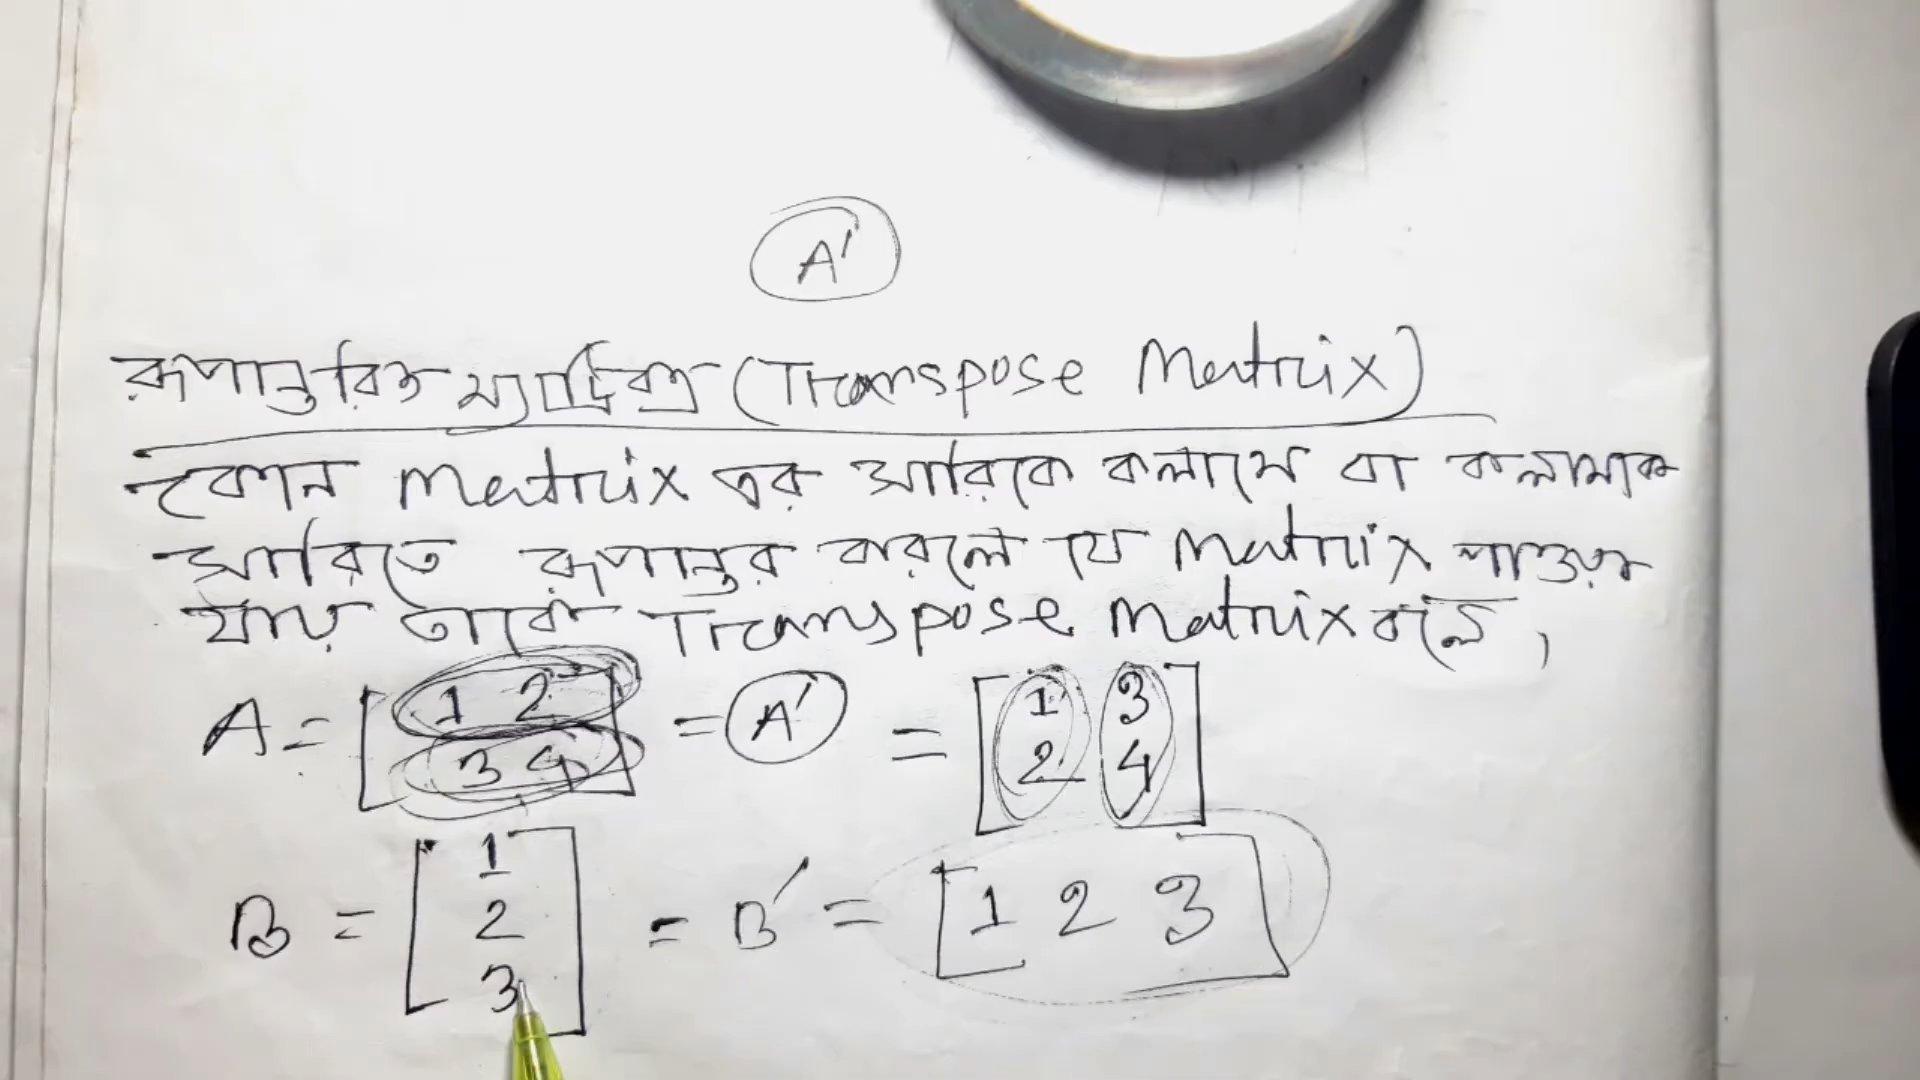 A'
রূপান্তরিত ম্যাট্রিক্স (Transpose Matrix)
কোন Matrix এর সারিকে কলামে বা কলামকে
সারিতে রূপান্তর করলে যে Matrix পাওয়া
যায় তাকে Transpose Matrix বলে,
A = [1 2 = A' = [1 3
3 4] 2 4]
B = [1
2 = B' = [1 2 3]
3]